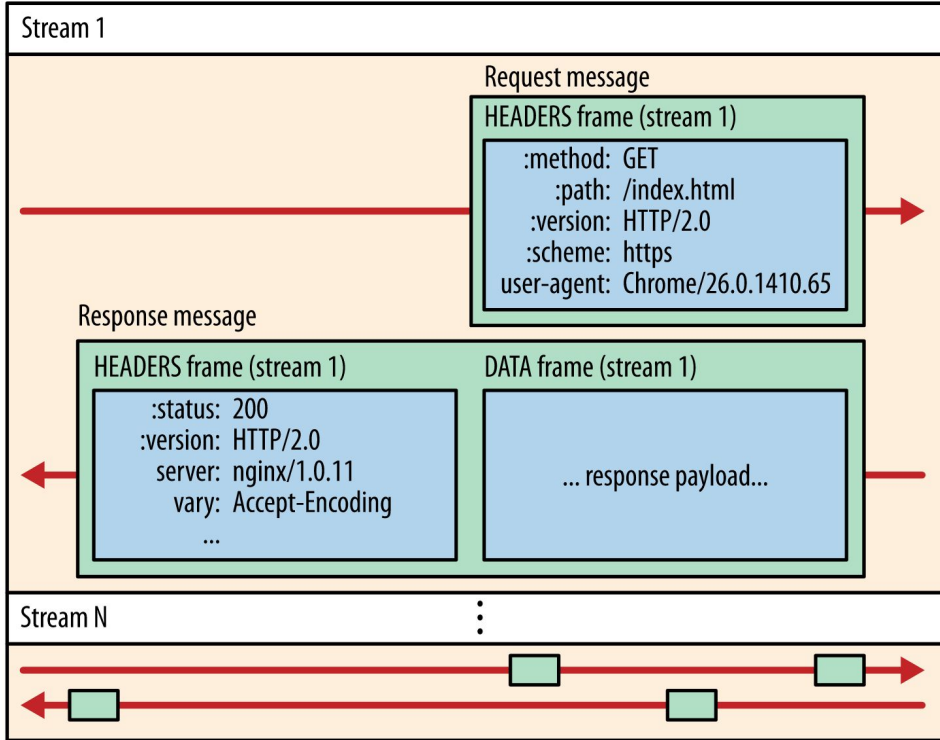 Stream 1
Request message
HEADERS frame (stream 1)
:method: GET
:path: /index.html
:version: HTTP/2.0
:scheme: https
user-agent: Chrome/26.0.1410.65
Response message
HEADERS frame (stream 1)
:status: 200
:version: HTTP/2.0
server: nginx/1.0.11
vary: Accept-Encoding
...
DATA frame (stream 1)
... response payload...
Stream N